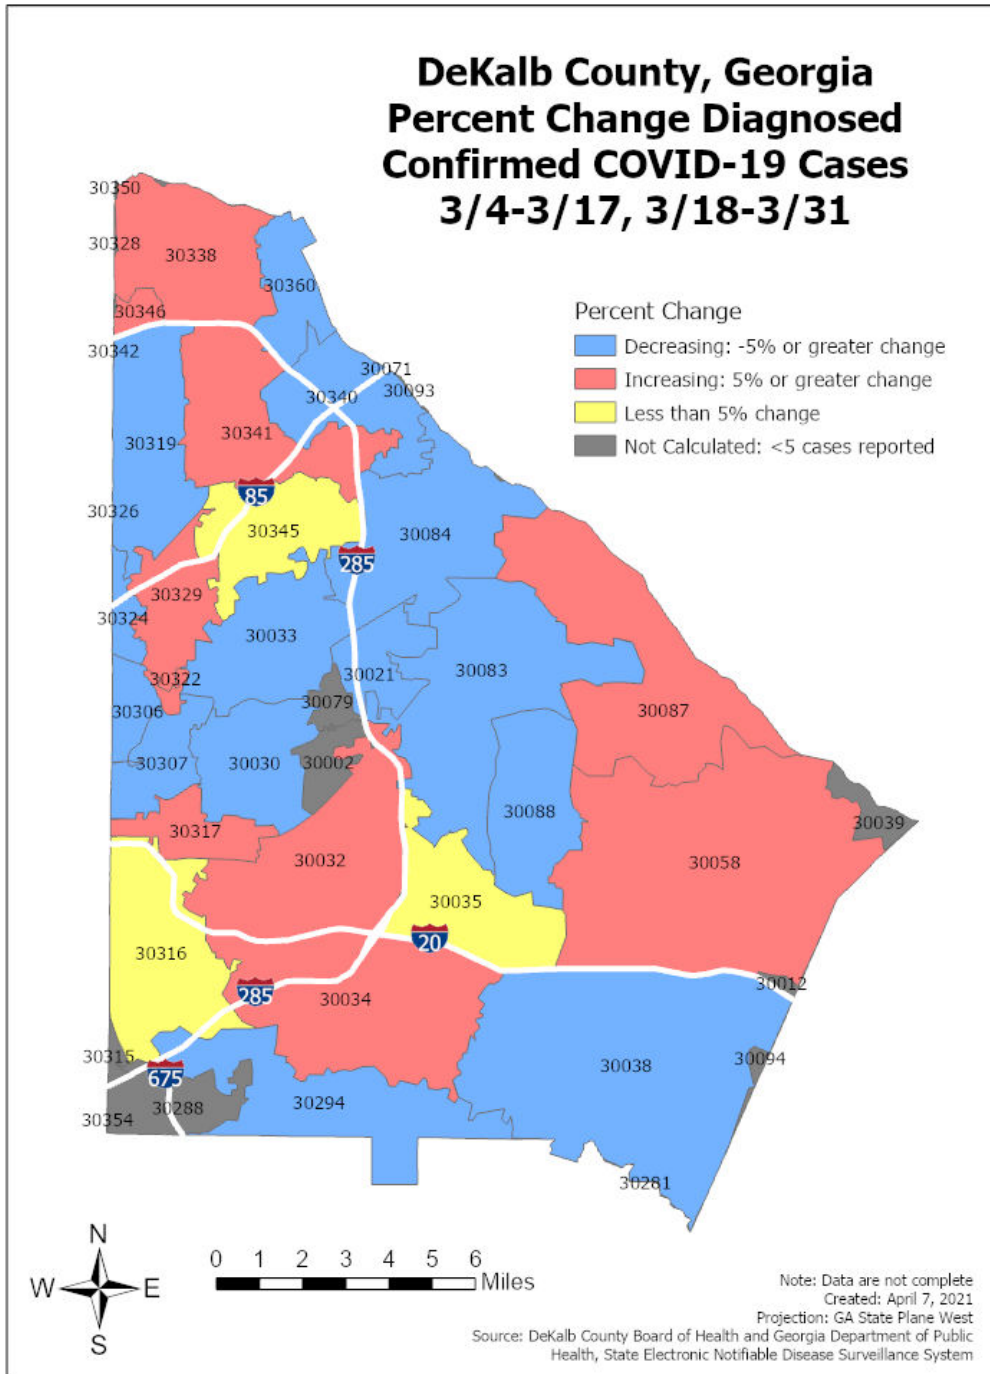 DeKalb County, Georgia
Percent Change Diagnosed
Confirmed COVID-19 Cases
3/4-3/17, 3/18-3/31
30350
30328
30338
30360
30346
30342
30071
30340
30093
30319
30341
Percent Change
Decreasing: -5% or greater change
Increasing: 5% or greater change
Less than 5% change
Not Calculated: <5 cases reported
85
30326
30345
30084
285
30329
30324
30033
30322
30021
30083
30079
30306
30087
30307
30030
30002
30317
30088
30039
30032
30058
30035
20
30316
285
30034
30012
30315
675
30038
30094
30288
30294
30354
30281
N
W E
S
0 1 2 3 4 5 6
Miles
Note: Data are not complete
Created: April 7, 2021
Projection: GA State Plane West
Source: DeKalb County Board of Health and Georgia Department of Public
Health, State Electronic Notifiable Disease Surveillance System